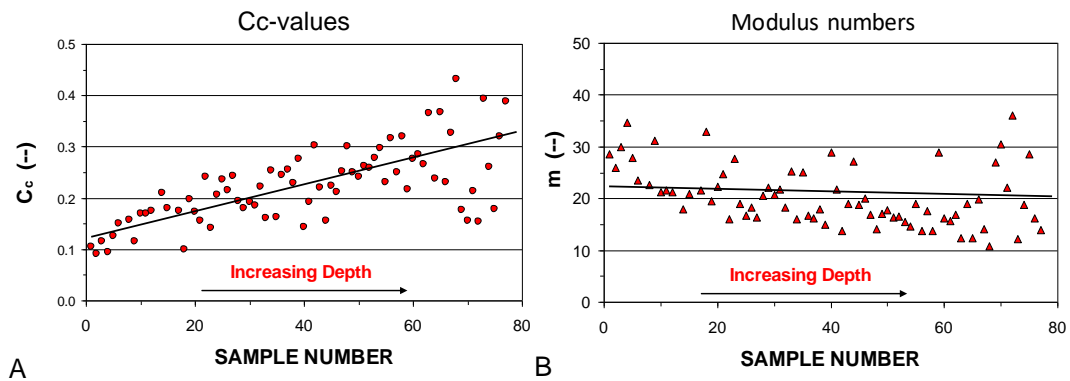 A
Cc-values
0.5
0.4
0.3
0.2
0.1
0.0
Cc (--)
Increasing Depth
0 20 40 60 80
SAMPLE NUMBER
B
Modulus numbers
50
40
30
20
10
0
m (--)
Increasing Depth
0 20 40 60 80
SAMPLE NUMBER